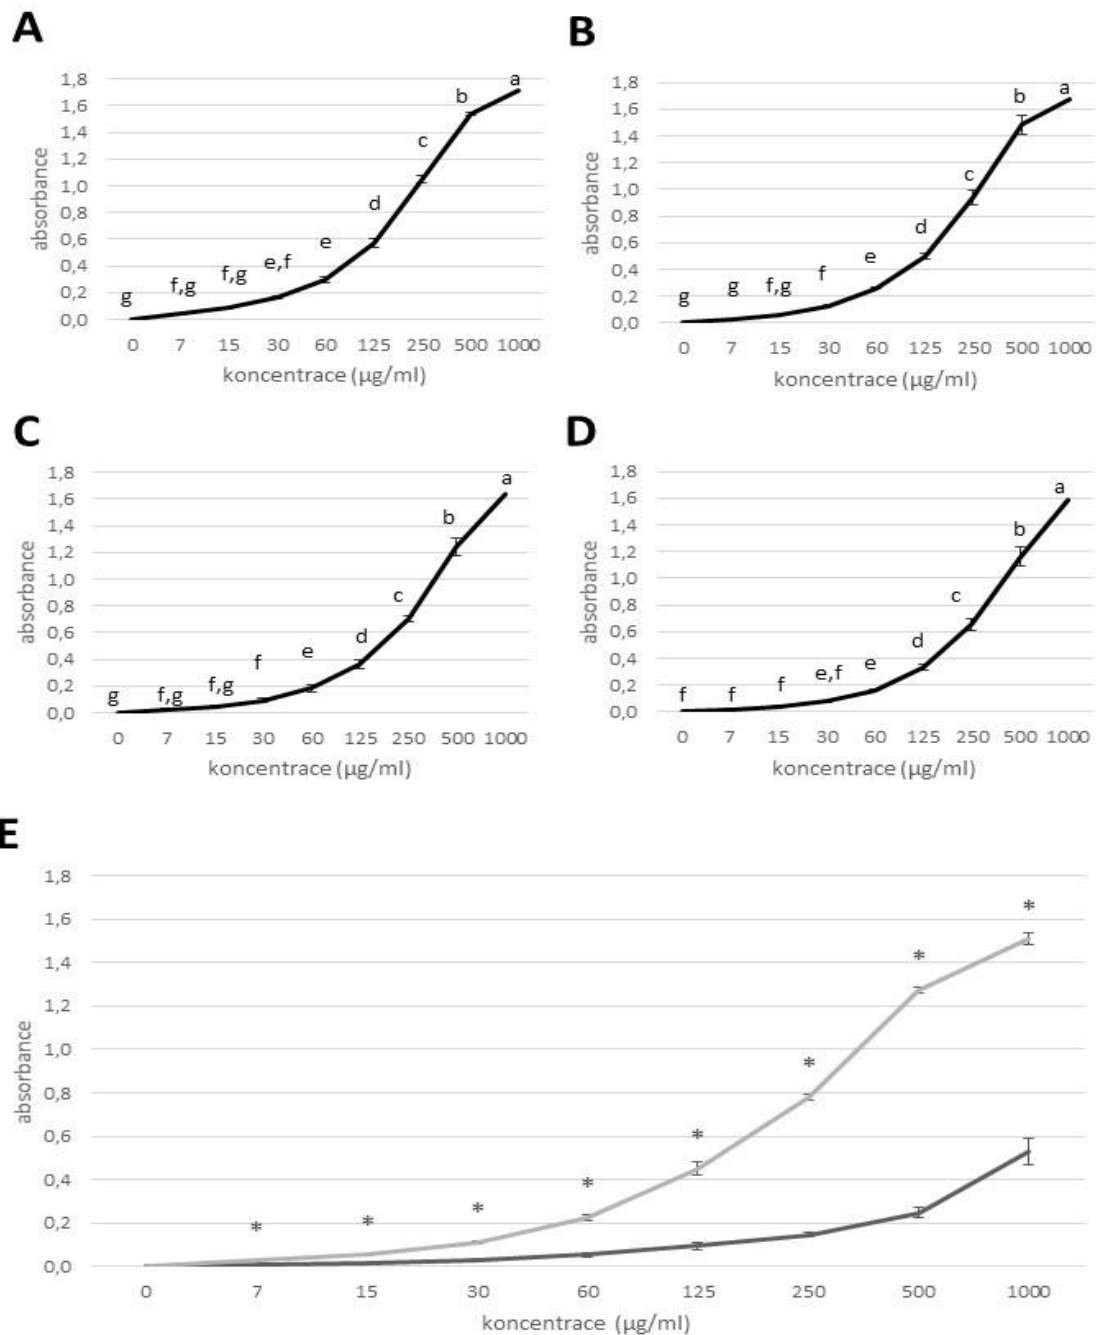 A
absorbance
1,8
1,6
1,4
1,2
1,0
0,8
0,6
0,4
0,2
0,0
g f,g f,g e,f e d c b a
0 7 15 30 60 125 250 500 1000
koncentrace (µg/ml)
B
absorbance
1,8
1,6
1,4
1,2
1,0
0,8
0,6
0,4
0,2
0,0
g g f,g f e d c b a
0 7 15 30 60 125 250 500 1000
koncentrace (µg/ml)
C
absorbance
1,8
1,6
1,4
1,2
1,0
0,8
0,6
0,4
0,2
0,0
g f,g f,g f e d c b a
0 7 15 30 60 125 250 500 1000
koncentrace (µg/ml)
D
absorbance
1,8
1,6
1,4
1,2
1,0
0,8
0,6
0,4
0,2
0,0
f f f e,f e d c b a
0 7 15 30 60 125 250 500 1000
koncentrace (µg/ml)
E
absorbance
1,8
1,6
1,4
1,2
1,0
0,8
0,6
0,4
0,2
0,0
* * * * * * * *
0 7 15 30 60 125 250 500 1000
koncentrace (µg/ml)